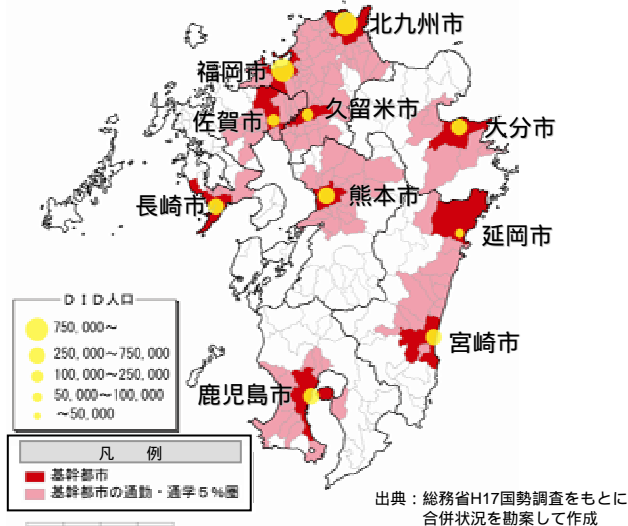 北九州市
福岡市
久留米市
佐賀市
大分市
長崎市
熊本市
延岡市
宮崎市
鹿児島市
ＤＩＤ人口
750,000～
250,000～750,000
100,000～250,000
50,000～100,000
～50,000
凡 例
基幹都市
基幹都市の通勤・通学５％圏
出典：総務省H17国勢調査をもとに
合併状況を勘案して作成